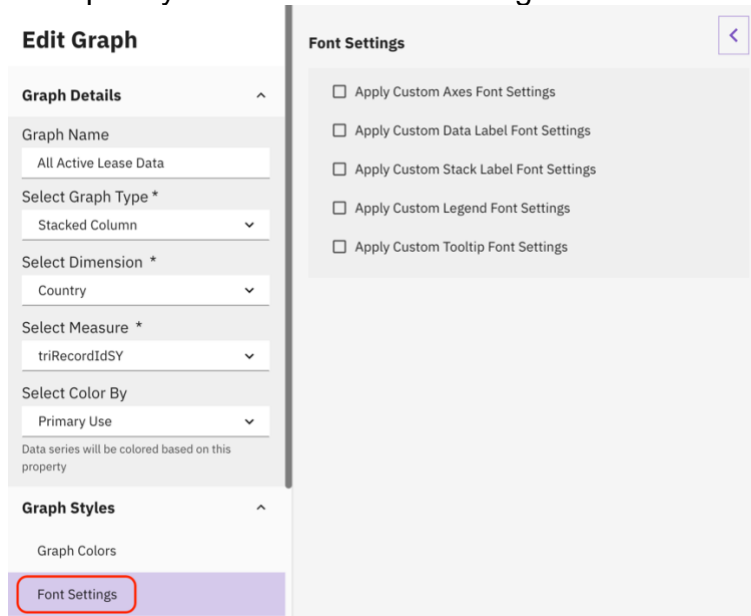 Edit Graph
Graph Details
Graph Name
All Active Lease Data
Select Graph Type *
Stacked Column
Select Dimension *
Country
Select Measure *
triRecordIdSY
Select Color By
Primary Use
Data series will be colored based on this
property
Graph Styles
Graph Colors
Font Settings
Font Settings
Apply Custom Axes Font Settings
Apply Custom Data Label Font Settings
Apply Custom Stack Label Font Settings
Apply Custom Legend Font Settings
Apply Custom Tooltip Font Settings